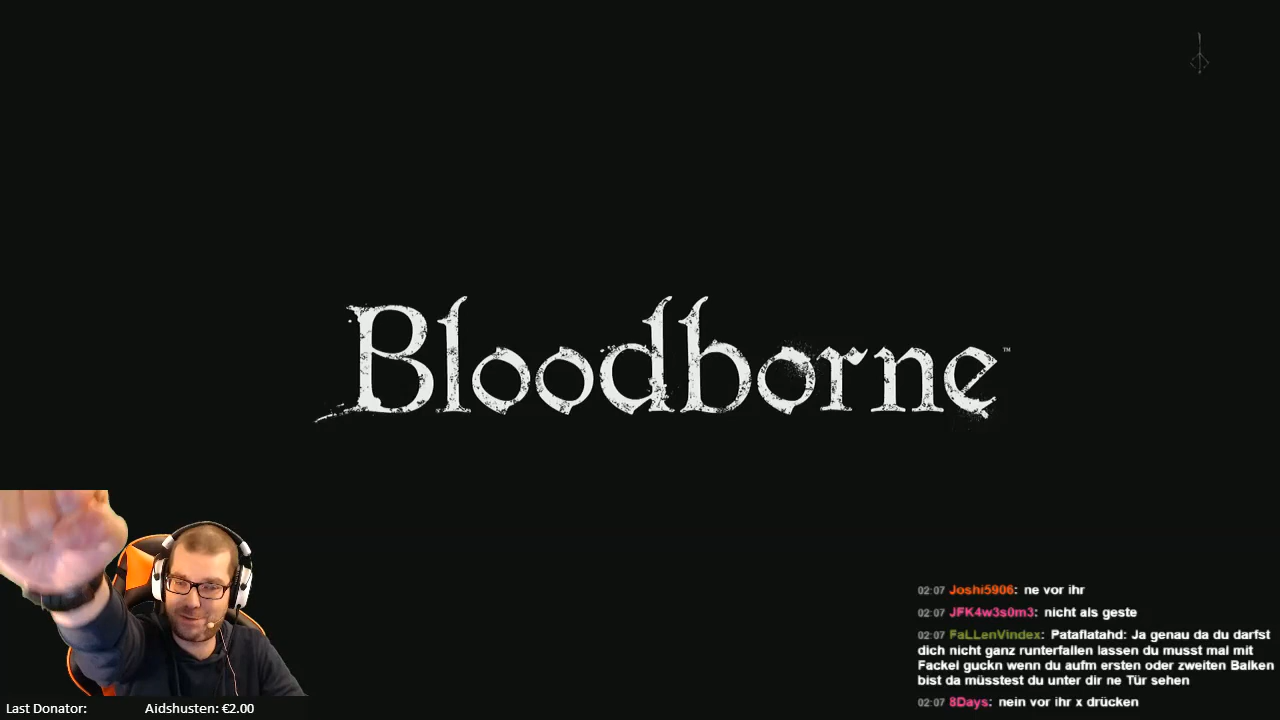 Bloodborne™
02:07 Joshi5906: ne vor ihr
02:07 JFK4w3s0m3: nicht als geste
02:07 FaLLenVindex: Pataflatahd: Ja genau da du darfst
dich nicht ganz runterfallen lassen du musst mal mit
Fackel guckn wenn du aufm ersten oder zweiten Balken
bist da müsstest du unter dir ne Tür sehen
02:07 8Days: nein vor ihr x drücken
Last Donator: Aidshusten: €2.00